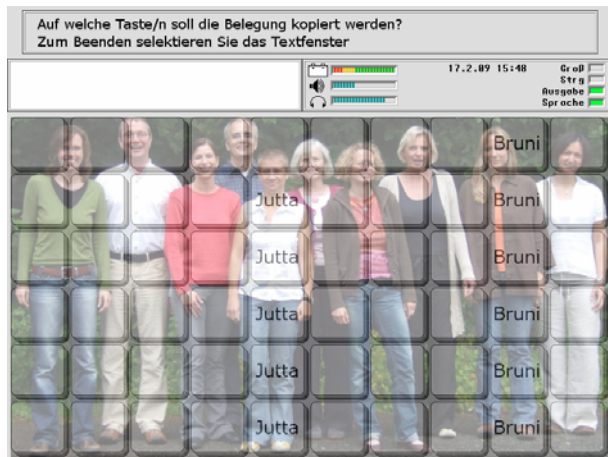 Auf welche Taste/n soll die Belegung kopiert werden?
Zum Beenden selektieren Sie das Textfenster
17.2.09 15:48
Groß
Strg
Ausgabe
Sprache
Bruni
Jutta Bruni
Jutta Bruni
Jutta Bruni
Jutta Bruni
Jutta Bruni